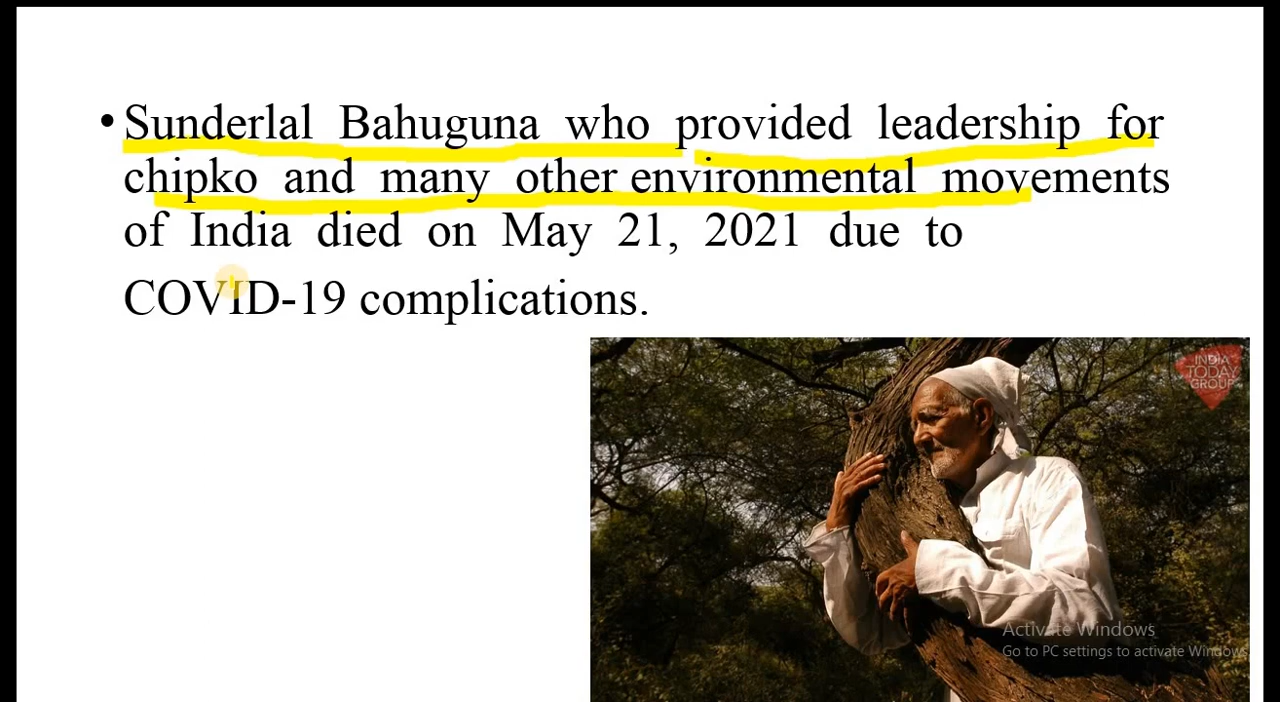 • Sunderlal Bahuguna who provided leadership for
chipko and many other environmental movements
of India died on May 21, 2021 due to
COVID-19 complications.
INDIA
TODAY
GROUP
Activate Windows
Go to PC settings to activate Windows.